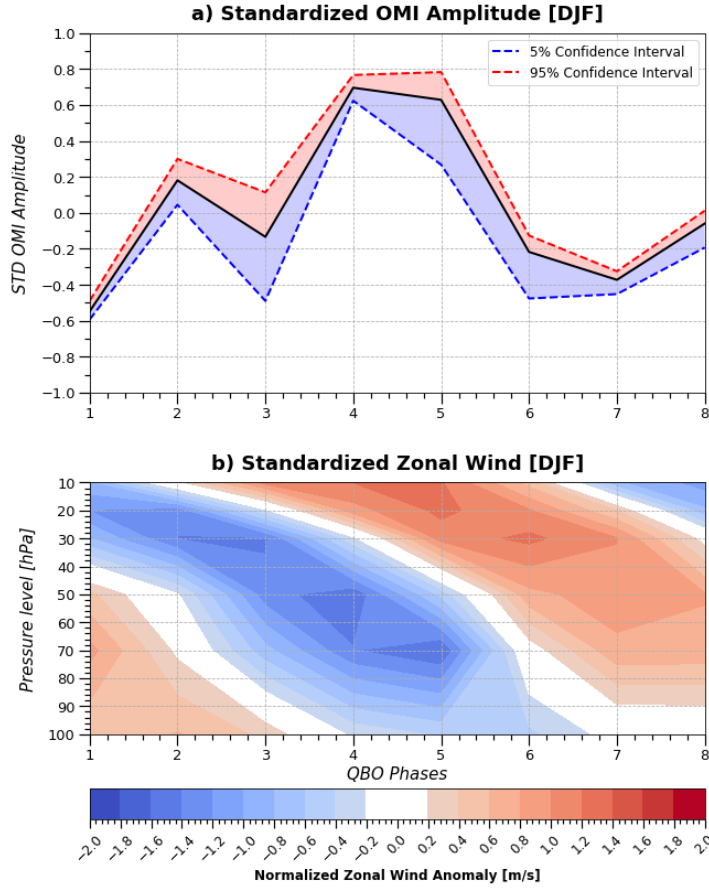 a) Standardized OMI Amplitude [DJF]
STD OMI Amplitude
1.0
0.8
0.6
0.4
0.2
0.0
−0.2
−0.4
−0.6
−0.8
−1.0
5% Confidence Interval
95% Confidence Interval
1 2 3 4 5 6 7 8
b) Standardized Zonal Wind [DJF]
Pressure level [hPa]
10
20
30
40
50
60
70
80
90
100
1 2 3 4 5 6 7 8
QBO Phases
−2.0 −1.8 −1.6 −1.4 −1.2 −1.0 −0.8 −0.6 −0.4 −0.2 0.0 0.2 0.4 0.6 0.8 1.0 1.2 1.4 1.6 1.8 2.0
Normalized Zonal Wind Anomaly [m/s]